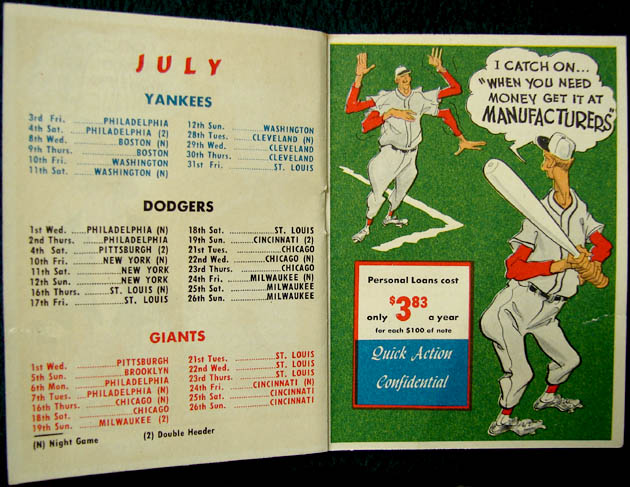 JULY
YANKEES
3rd Fri. ........PHILADELPHIA
4th Sat. ....PHILADELPHIA (2)
8th Wed. ........BOSTON (N)
9th Thurs. ............BOSTON
10th Fri. .......WASHINGTON
11th Sat. ...WASHINGTON (N)
12th Sun. ........WASHINGTON
28th Tues. ...CLEVELAND (N)
29th Wed. ........CLEVELAND
30th Thurs. ......CLEVELAND
31st Fri. ..........ST. LOUIS
DODGERS
1st Wed. ....PHILADELPHIA (N)
2nd Thurs. ....PHILADELPHIA
4th Sat. ....PITTSBURGH (2)
10th Fri. .......NEW YORK (N)
11th Sat. ..........NEW YORK
12th Sun. ..........NEW YORK
16th Thurs. ....ST. LOUIS (N)
17th Fri. ............ST. LOUIS
18th Sat. ............ST. LOUIS
19th Sun. ....CINCINNATI (2)
21st Tues. ..........CHICAGO
22nd Wed. ......CHICAGO (N)
23rd Thurs. .........CHICAGO
24th Fri. ....MILWAUKEE (N)
25th Sat. ........MILWAUKEE
26th Sun. ........MILWAUKEE
GIANTS
1st Wed. ........PITTSBURGH
5th Sun. ..........BROOKLYN
6th Mon. ......PHILADELPHIA
7th Tues. ...PHILADELPHIA (N)
16th Thurs. .....CHICAGO (N)
18th Sat. ............CHICAGO
19th Sun. ....MILWAUKEE (2)
21st Tues. ..........ST. LOUIS
22nd Wed. ..........ST. LOUIS
23rd Thurs. .........ST. LOUIS
24th Fri. ....CINCINNATI (N)
25th Sat. ........CINCINNATI
26th Sun. ........CINCINNATI
(N) Night Game
(2) Double Header
I CATCH ON...
"WHEN YOU NEED
MONEY GET IT AT
MANUFACTURERS"
Personal Loans cost
only $3.83 a year
for each $100 of note
Quick Action
Confidential